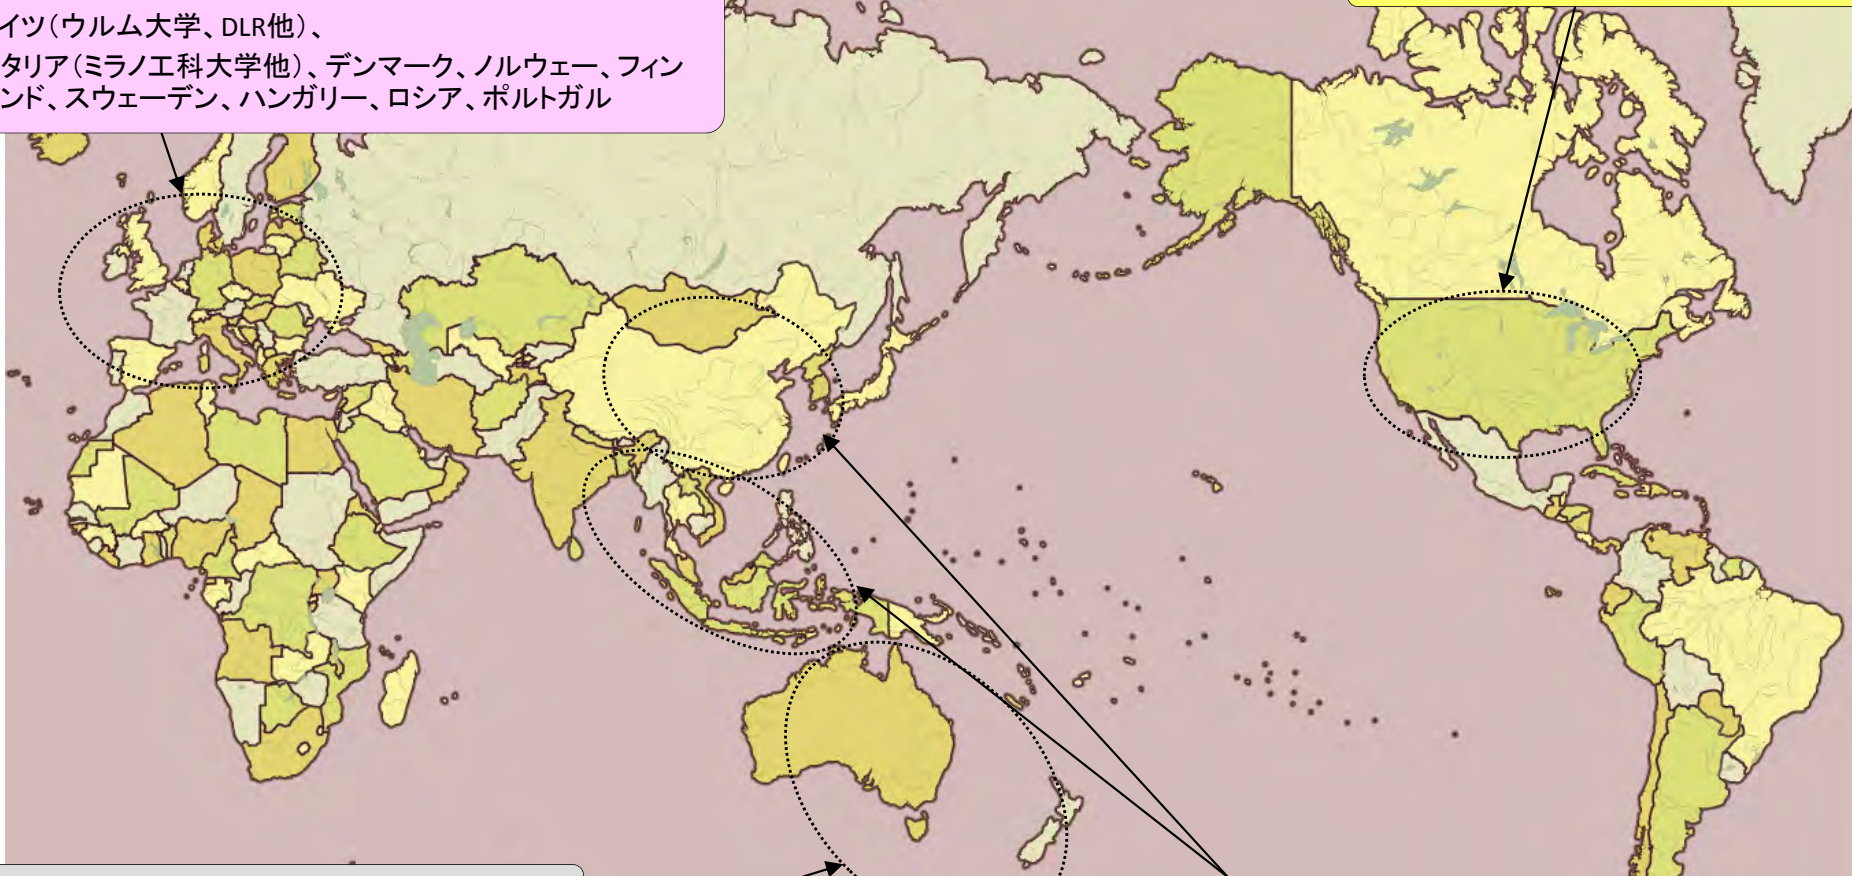 イツ（ウルム大学、DLR他）、
タリア（ミラノ工科大学他）、デンマーク、ノルウェー、フィン
ンド、スウェーデン、ハンガリー、ロシア、ポルトガル